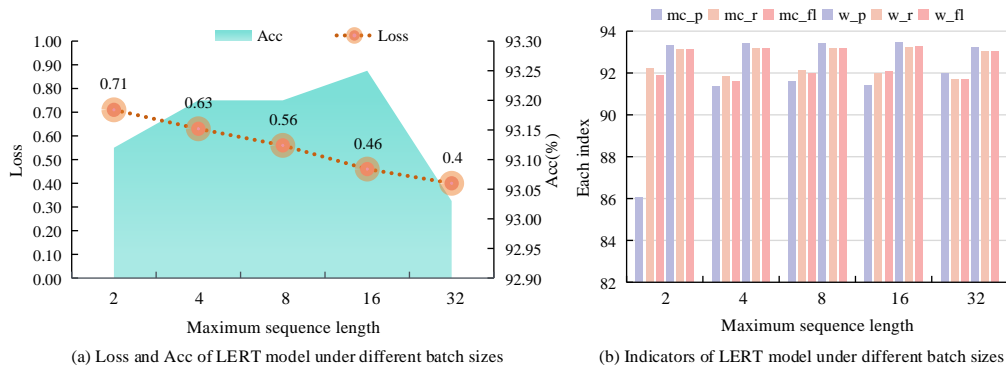 Acc
Loss
1.00
0.90
0.80
0.70
0.60
0.50
0.40
0.30
0.20
0.10
0.00
Loss
0.71
0.63
0.56
0.46
0.4
93.30
93.25
93.20
93.15
93.10
93.05
93.00
92.95
92.90
Acc(%)
2 4 8 16 32
Maximum sequence length
(a) Loss and Acc of LERT model under different batch sizes
mc_p mc_r mc_fl w_p w_r w_fl
94
92
90
88
86
84
82
Each index
2 4 8 16 32
Maximum sequence length
(b) Indicators of LERT model under different batch sizes